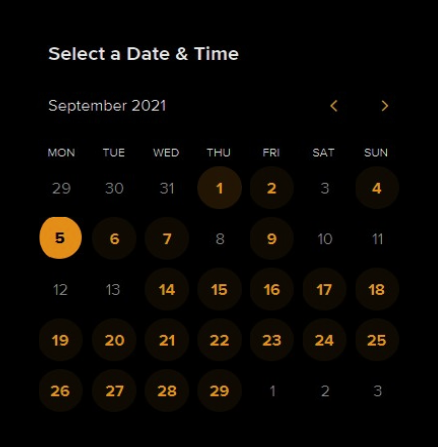 Select a Date & Time
September 2021 < >
MON TUE WED THU FRI SAT SUN
29 30 31 1 2 3 4
5 6 7 8 9 10 11
12 13 14 15 16 17 18
19 20 21 22 23 24 25
26 27 28 29 1 2 3